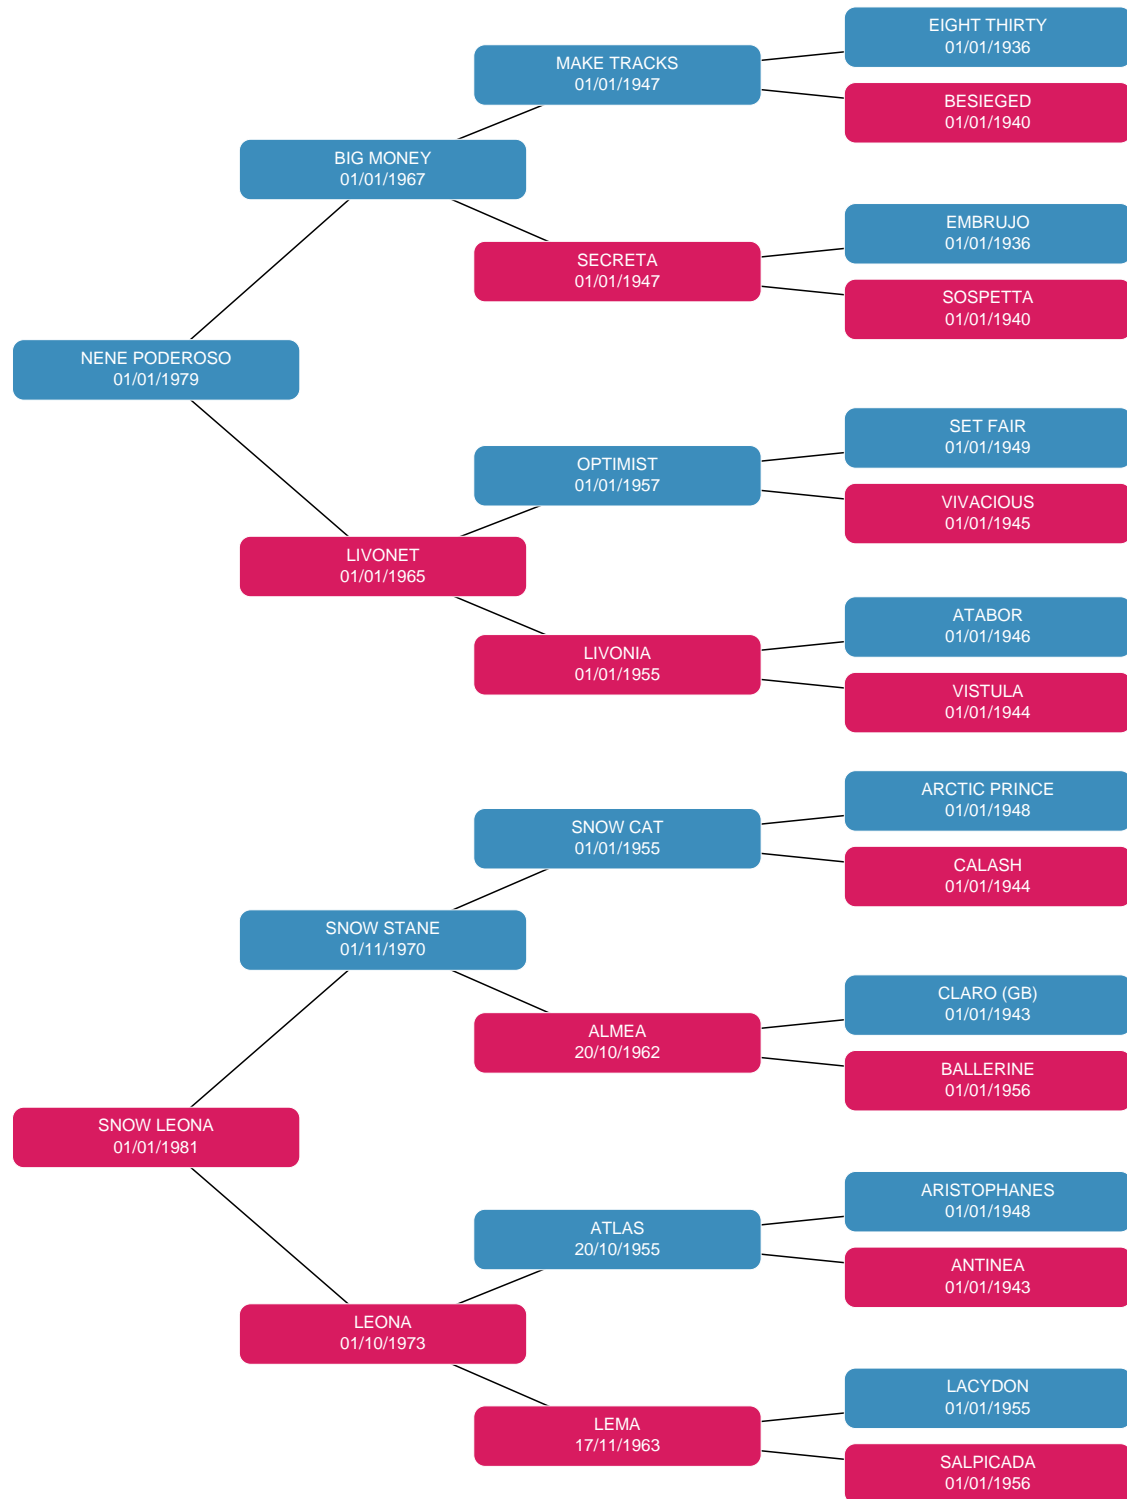 EIGHT THIRTY
01/01/1936
MAKE TRACKS
01/01/1947
BESIEGED
01/01/1940
BIG MONEY
01/01/1967
EMBRUJO
01/01/1936
SECRETA
01/01/1947
SOSPETTA
01/01/1940
NENE PODEROSO
01/01/1979
SET FAIR
01/01/1949
OPTIMIST
01/01/1957
VIVACIOUS
01/01/1945
LIVONET
01/01/1965
ATABOR
01/01/1946
LIVONIA
01/01/1955
VISTULA
01/01/1944
ARCTIC PRINCE
01/01/1948
SNOW CAT
01/01/1955
CALASH
01/01/1944
SNOW STANE
01/11/1970
CLARO (GB)
01/01/1943
ALMEA
20/10/1962
BALLERINE
01/01/1956
SNOW LEONA
01/01/1981
ARISTOPHANES
01/01/1948
ATLAS
20/10/1955
ANTINEA
01/01/1943
LEONA
01/10/1973
LACYDON
01/01/1955
LEMA
17/11/1963
SALPICADA
01/01/1956